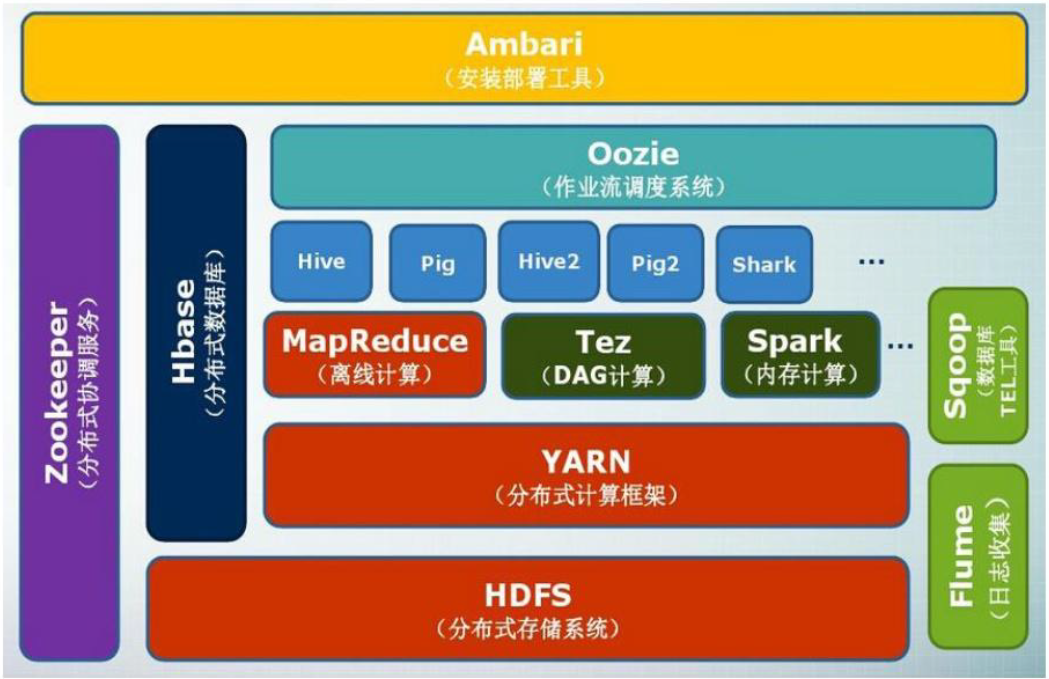 Ambari
（安装部署工具）
Zookeeper
（分布式协调服务）
Hbase
（分布式数据库）
Oozie
（作业流调度系统）
Hive
Pig
Hive2
Pig2
Shark
...
MapReduce
（离线计算）
Tez
（DAG计算）
Spark
（内存计算）
...
Sqoop
（数据库
TEL工具）
YARN
（分布式计算框架）
Flume
（日志收集）
HDFS
（分布式存储系统）